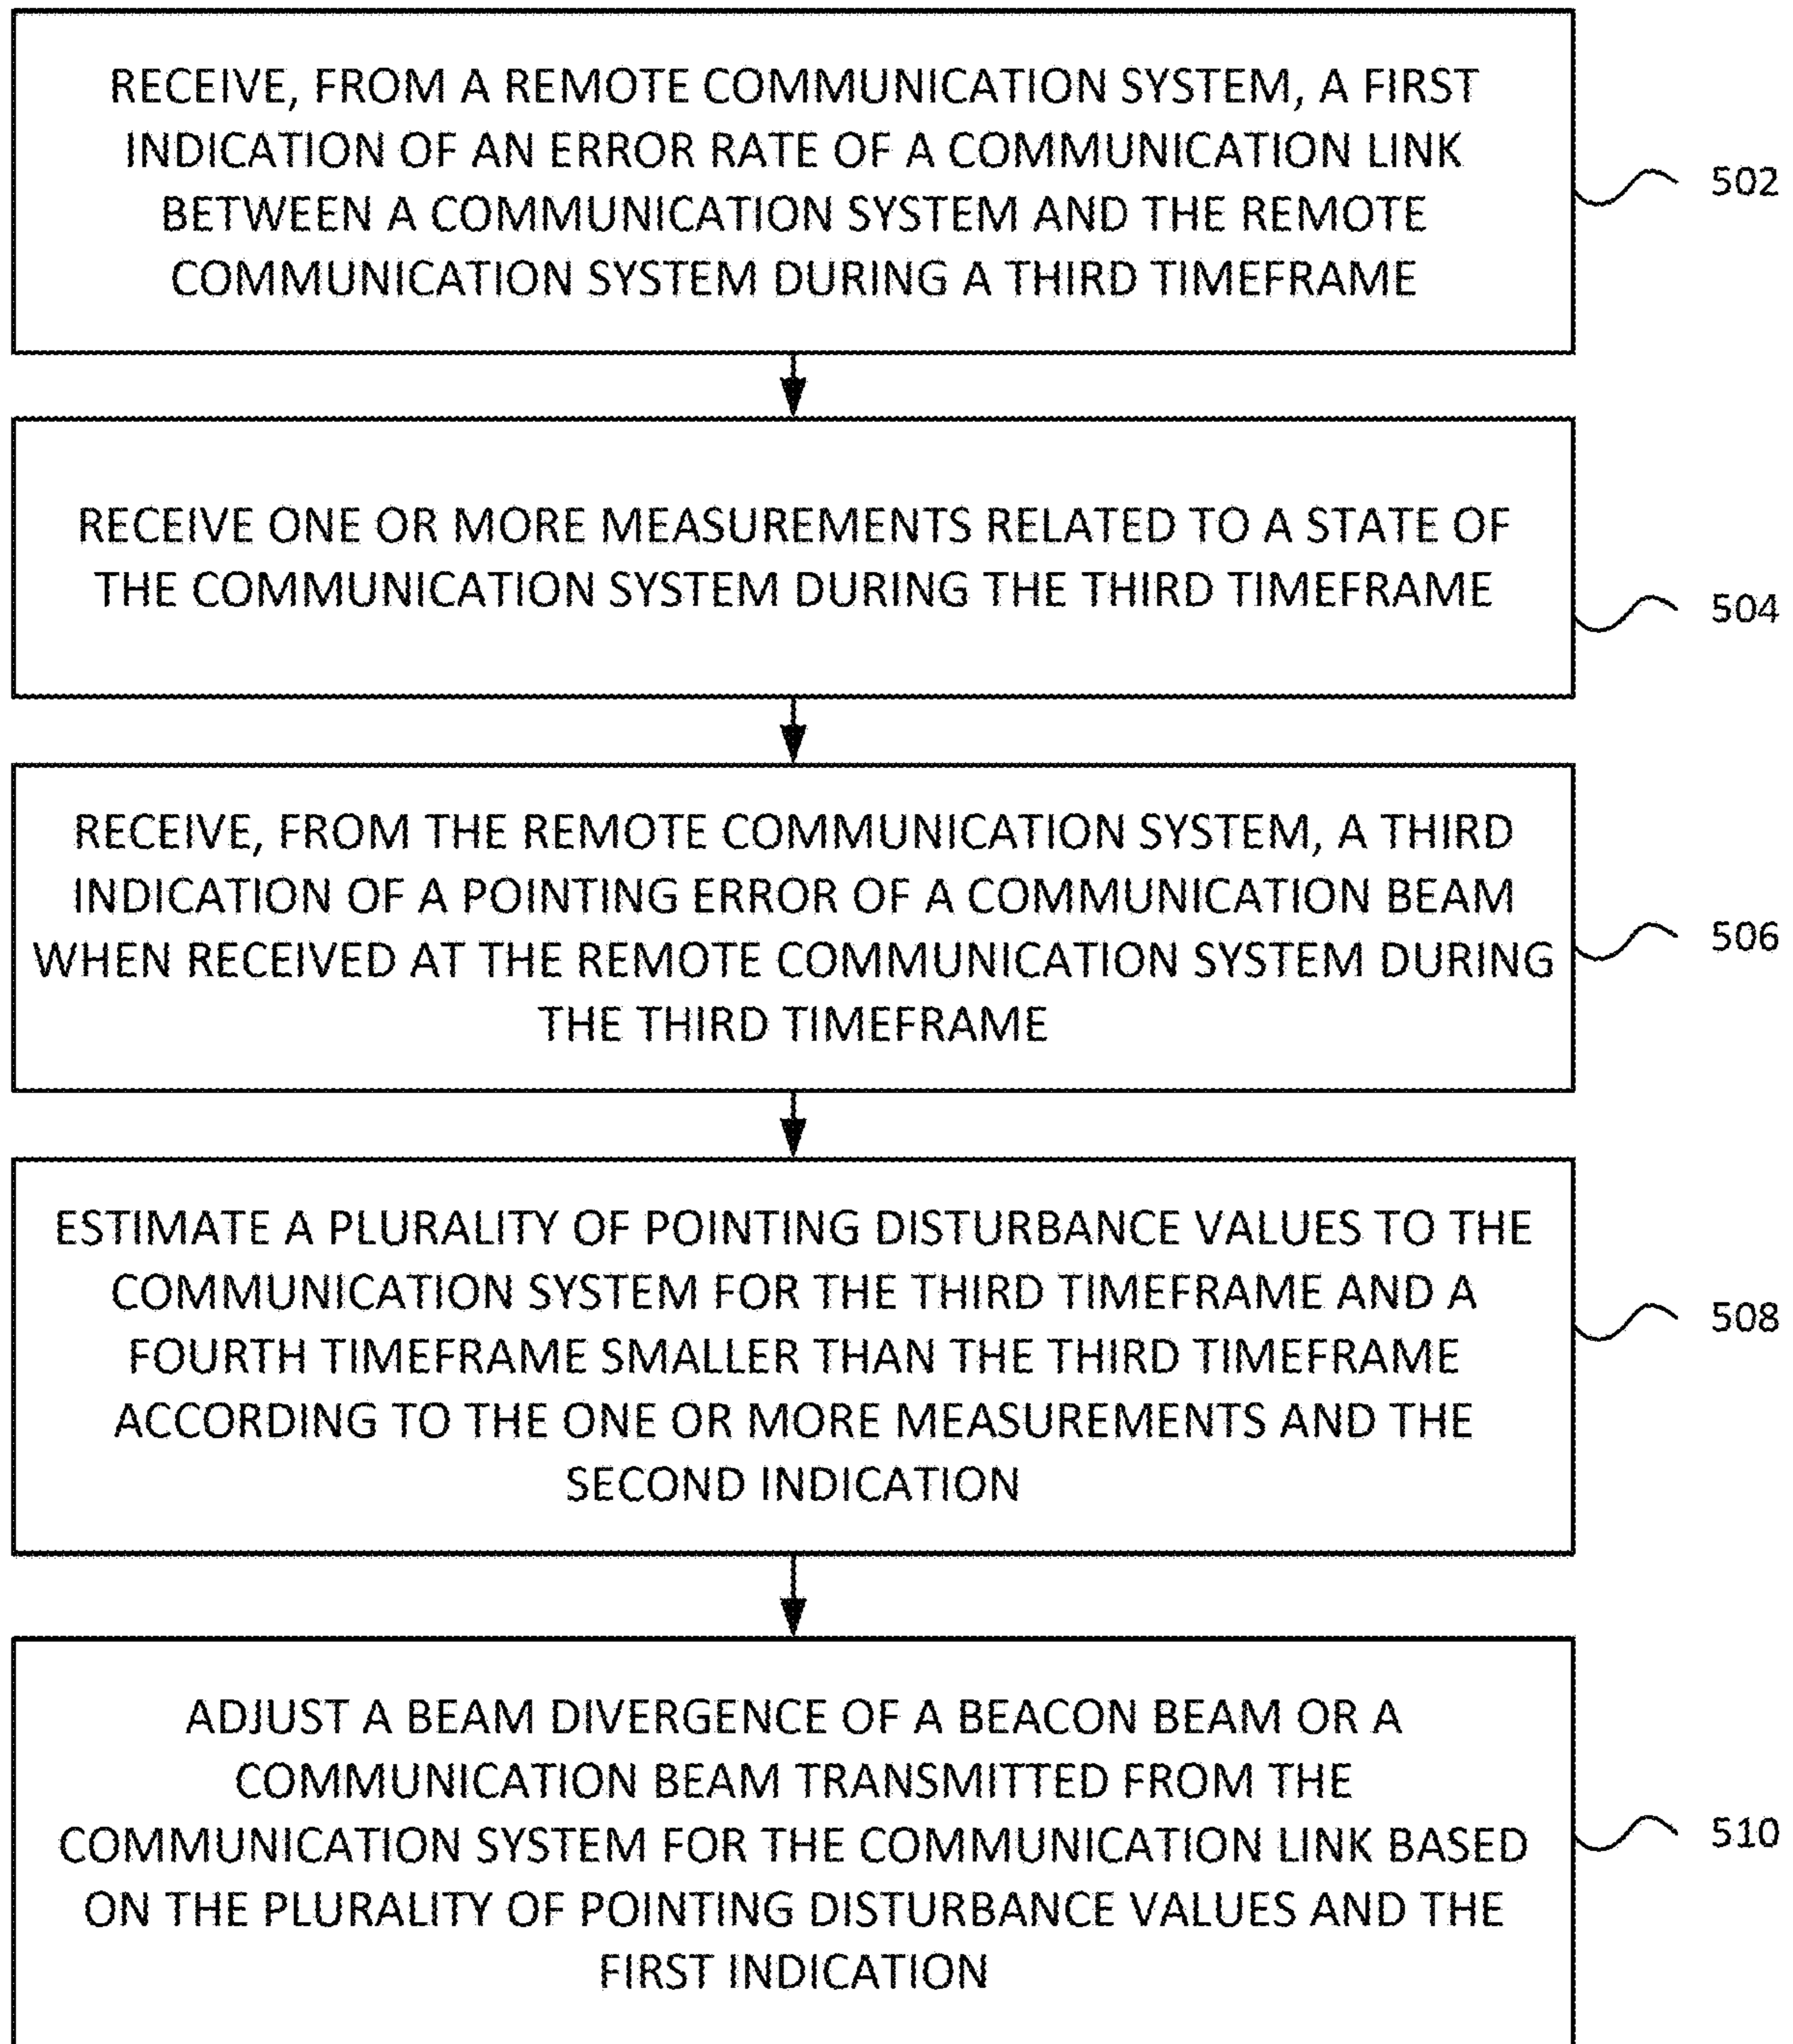 RECEIVE, FROM A REMOTE COMMUNICATION SYSTEM, A FIRST
INDICATION OF AN ERROR RATE OF A COMMUNICATION LINK
BETWEEN A COMMUNICATION SYSTEM AND THE REMOTE
COMMUNICATION SYSTEM DURING A THIRD TIMEFRAME
502
RECEIVE ONE OR MORE MEASUREMENTS RELATED TO A STATE OF
THE COMMUNICATION SYSTEM DURING THE THIRD TIMEFRAME
504
RECEIVE, FROM THE REMOTE COMMUNICATION SYSTEM, A THIRD
INDICATION OF A POINTING ERROR OF A COMMUNICATION BEAM
WHEN RECEIVED AT THE REMOTE COMMUNICATION SYSTEM DURING
THE THIRD TIMEFRAME
506
ESTIMATE A PLURALITY OF POINTING DISTURBANCE VALUES TO THE
COMMUNICATION SYSTEM FOR THE THIRD TIMEFRAME AND A
FOURTH TIMEFRAME SMALLER THAN THE THIRD TIMEFRAME
ACCORDING TO THE ONE OR MORE MEASUREMENTS AND THE
SECOND INDICATION
508
ADJUST A BEAM DIVERGENCE OF A BEACON BEAM OR A
COMMUNICATION BEAM TRANSMITTED FROM THE
COMMUNICATION SYSTEM FOR THE COMMUNICATION LINK BASED
ON THE PLURALITY OF POINTING DISTURBANCE VALUES AND THE
FIRST INDICATION
510